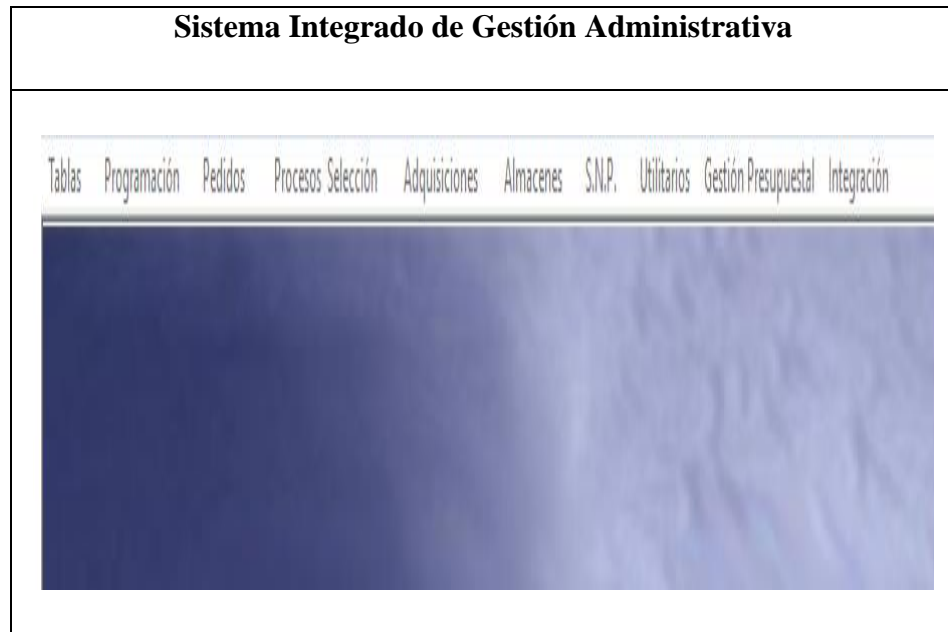 Sistema Integrado de Gestión Administrativa
Tablas Programación Pedidos Procesos Selección Adquisiciones Almacenes S.N.P. Utilitarios Gestión Presupuestal Integración